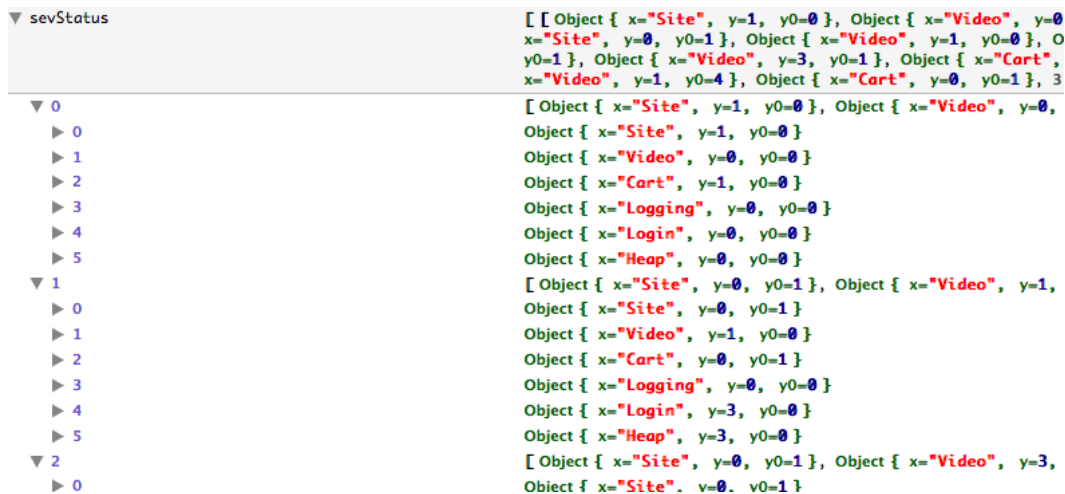 sevStatus [ [ Object { x="Site", y=1, y0=0 }, Object { x="Video", y=0
x="Site", y=0, y0=1 }, Object { x="Video", y=1, y0=0 }, O
y0=1 }, Object { x="Video", y=3, y0=1 }, Object { x="Cart",
x="Video", y=1, y0=4 }, Object { x="Cart", y=0, y0=1 }, 3
0 [ Object { x="Site", y=1, y0=0 }, Object { x="Video", y=0,
0 Object { x="Site", y=1, y0=0 }
1 Object { x="Video", y=0, y0=0 }
2 Object { x="Cart", y=1, y0=0 }
3 Object { x="Logging", y=0, y0=0 }
4 Object { x="Login", y=0, y0=0 }
5 Object { x="Heap", y=0, y0=0 }
1 [ Object { x="Site", y=0, y0=1 }, Object { x="Video", y=1,
0 Object { x="Site", y=0, y0=1 }
1 Object { x="Video", y=1, y0=0 }
2 Object { x="Cart", y=0, y0=1 }
3 Object { x="Logging", y=0, y0=0 }
4 Object { x="Login", y=3, y0=0 }
5 Object { x="Heap", y=3, y0=0 }
2 [ Object { x="Site", y=0, y0=1 }, Object { x="Video", y=3,
0 Object { x="Site", y=0, y0=1 }